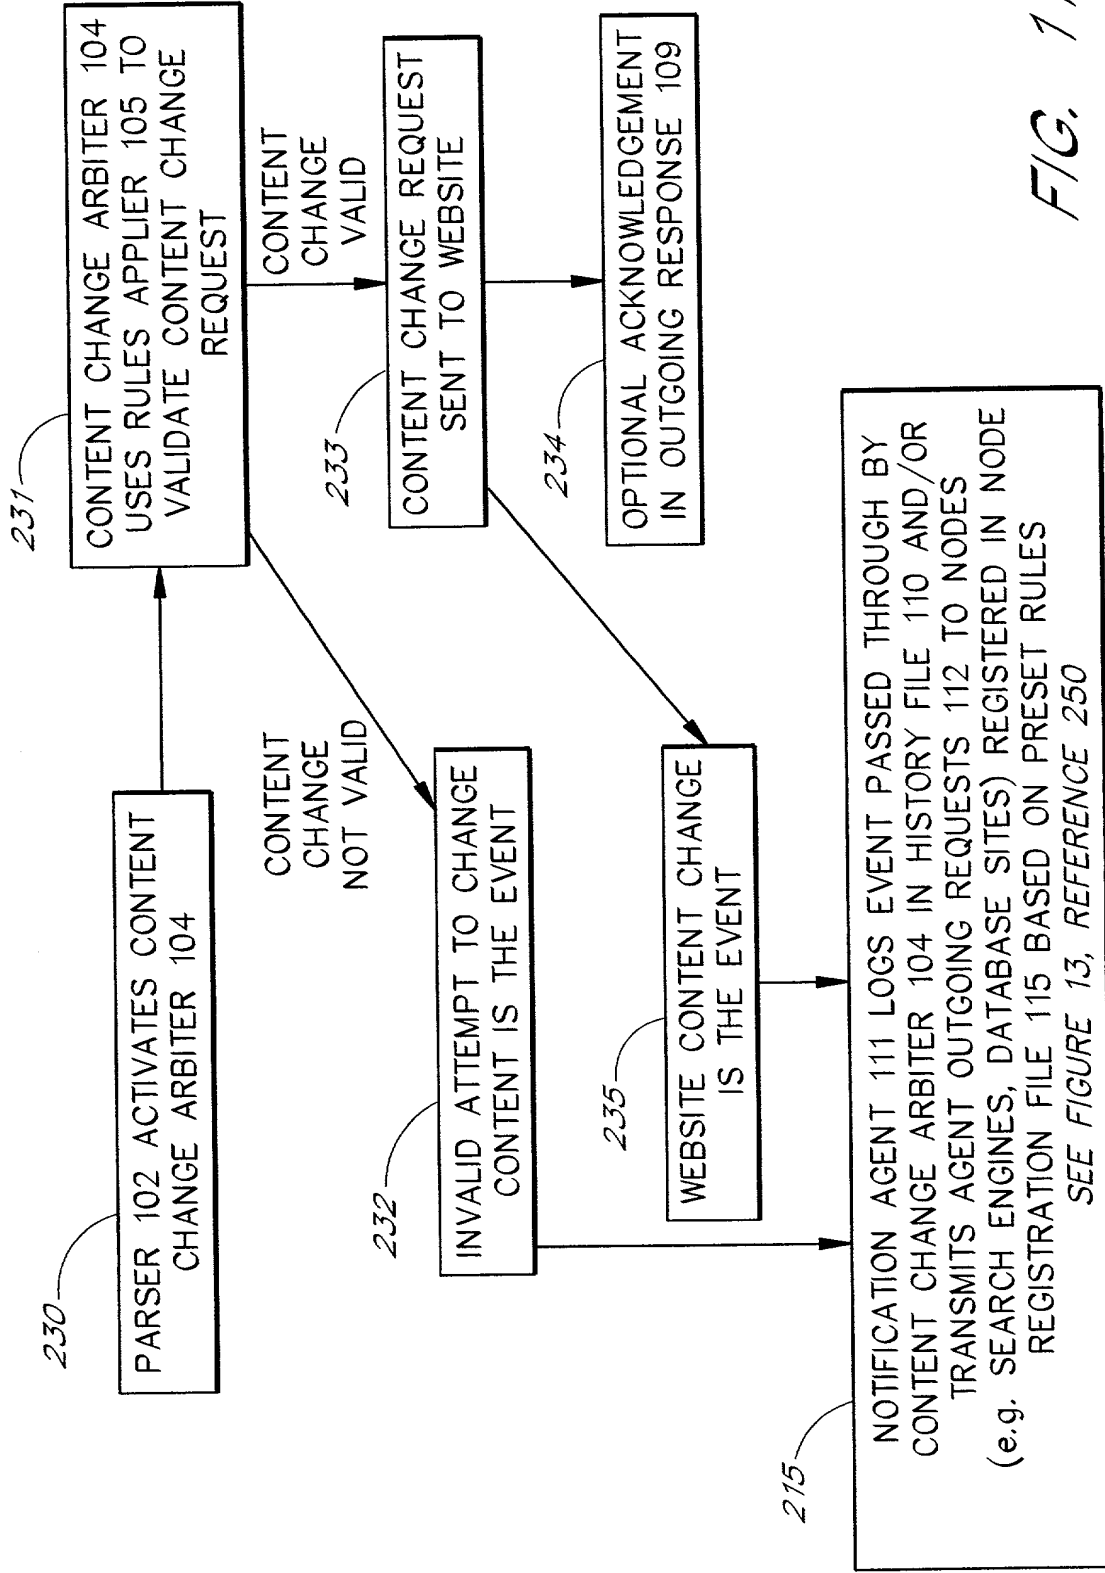 230
PARSER 102 ACTIVATES CONTENT
CHANGE ARBITER 104
231
CONTENT CHANGE ARBITER 104
USES RULES APPLIER 105 TO
VALIDATE CONTENT CHANGE
REQUEST
CONTENT
CHANGE
NOT VALID
CONTENT
CHANGE
VALID
232
INVALID ATTEMPT TO CHANGE
CONTENT IS THE EVENT
233
CONTENT CHANGE REQUEST
SENT TO WEBSITE
235
WEBSITE CONTENT CHANGE
IS THE EVENT
234
OPTIONAL ACKNOWLEDGEMENT
IN OUTGOING RESPONSE 109
215
NOTIFICATION AGENT 111 LOGS EVENT PASSED THROUGH BY
CONTENT CHANGE ARBITER 104 IN HISTORY FILE 110 AND/OR
TRANSMITS AGENT OUTGOING REQUESTS 112 TO NODES
(e.g. SEARCH ENGINES, DATABASE SITES) REGISTERED IN NODE
REGISTRATION FILE 115 BASED ON PRESET RULES
SEE FIGURE 13, REFERENCE 250
FIG.